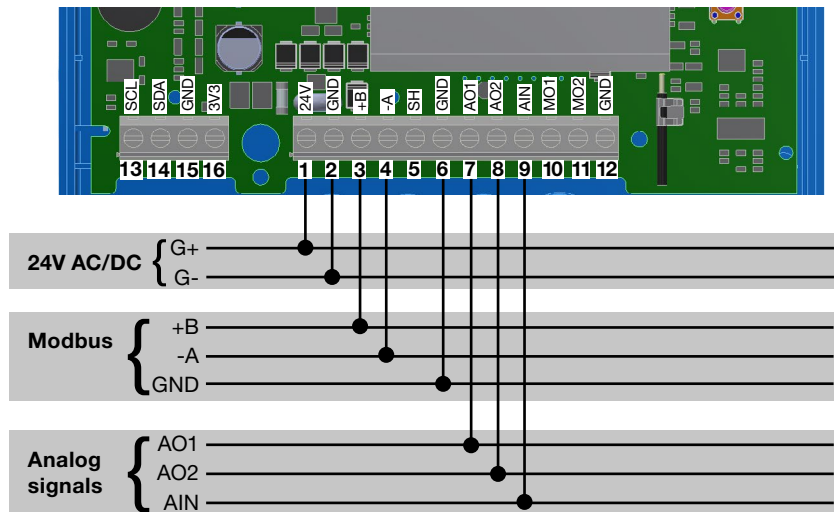 SCL SDA GND 3V3 24V GND +B -A SH GND AO1 AO2 AIN MO1 MO2 GND
13 14 15 16 1 2 3 4 5 6 7 8 9 10 11 12
24V AC/DC
G+
G-
Modbus
+B
-A
GND
Analog
signals
AO1
AO2
AIN